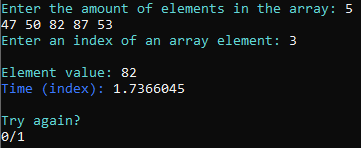 Enter the amount of elements in the array: 5
47 50 82 87 53
Enter an index of an array element: 3
Element value: 82
Time (index): 1.7366045
Try again?
0/1